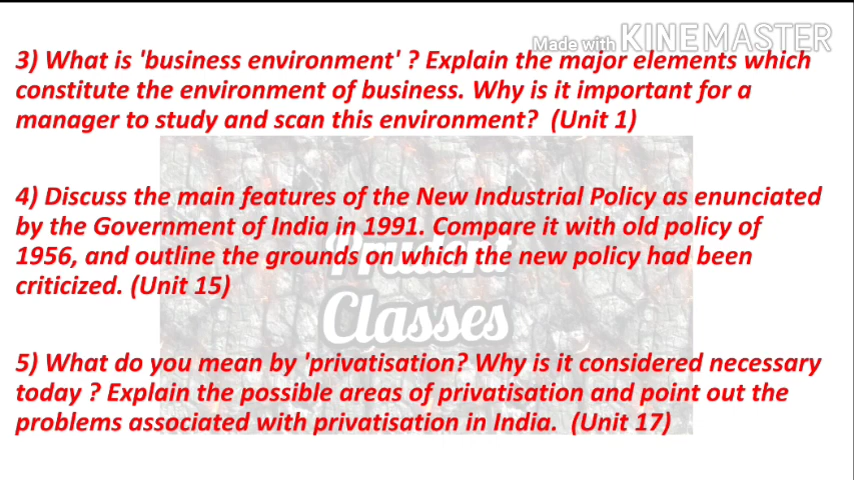 Made with KINEMASTER
3) What is 'business environment' ? Explain the major elements which
constitute the environment of business. Why is it important for a
manager to study and scan this environment? (Unit 1)
4) Discuss the main features of the New Industrial Policy as enunciated
by the Government of India in 1991. Compare it with old policy of
1956, and outline the grounds on which the new policy had been
criticized. (Unit 15)
Prudent
Classes
5) What do you mean by 'privatisation? Why is it considered necessary
today ? Explain the possible areas of privatisation and point out the
problems associated with privatisation in India. (Unit 17)